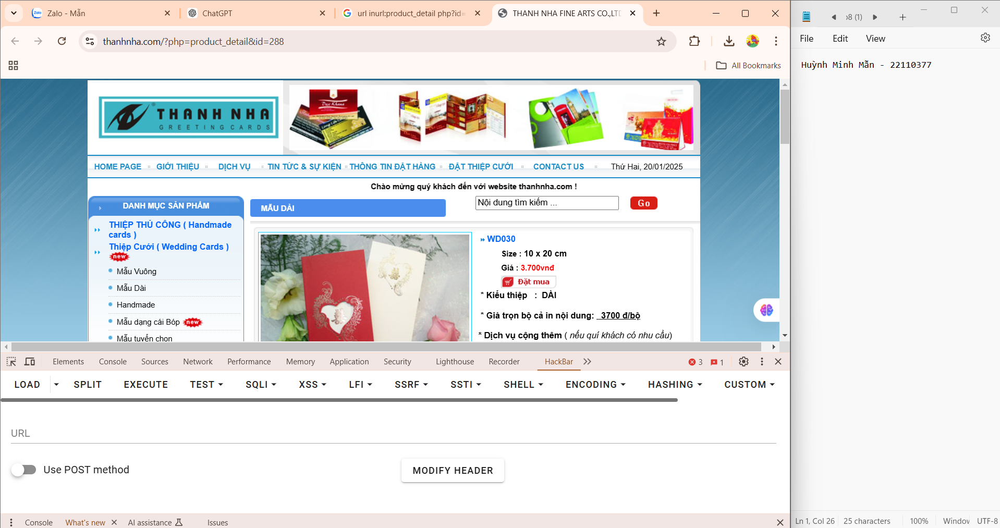 Zalo - Mẫn
ChatGPT
url inurl:product_detail php?id=
THANH NHA FINE ARTS CO.,LTD
thanhnha.com/?php=product_detail&id=288
All Bookmarks
THANH NHA
GREETING CARDS
Desi Khana
HOME PAGE
GIỚI THIỆU
DỊCH VỤ
TIN TỨC & SỰ KIỆN
THÔNG TIN ĐẶT HÀNG
ĐẶT THIỆP CƯỚI
CONTACT US
Thứ Hai, 20/01/2025
Chào mừng quý khách đến với website thanhnha.com !
DANH MỤC SẢN PHẨM
THIỆP THỦ CÔNG ( Handmade
cards )
Thiệp Cưới ( Wedding Cards )
new
Mẫu Vuông
Mẫu Dài
Handmade
Mẫu dạng cái Bóp new
Mẫu tuyển chọn
MẪU DÀI
Nội dung tìm kiếm ...
Go
WD030
Size : 10 x 20 cm
Giá : 3.700vnđ
Đặt mua
* Kiểu thiệp : DÀI
* Giá trọn bộ cả in nội dung: 3700 đ/bộ
* Dịch vụ cộng thêm ( nếu quí khách có nhu cầu)
Elements
Console
Sources
Network
Performance
Memory
Application
Security
Lighthouse
Recorder
HackBar
3
1
LOAD
SPLIT
EXECUTE
TEST
SQLI
XSS
LFI
SSRF
SSTI
SHELL
ENCODING
HASHING
CUSTOM
URL
Use POST method
MODIFY HEADER
Console
What's new
AI assistance
Issues
8 (1)
File
Edit
View
Huỳnh Minh Mẫn - 22110377
Ln 1, Col 26
25 characters
100%
Window
UTF-8